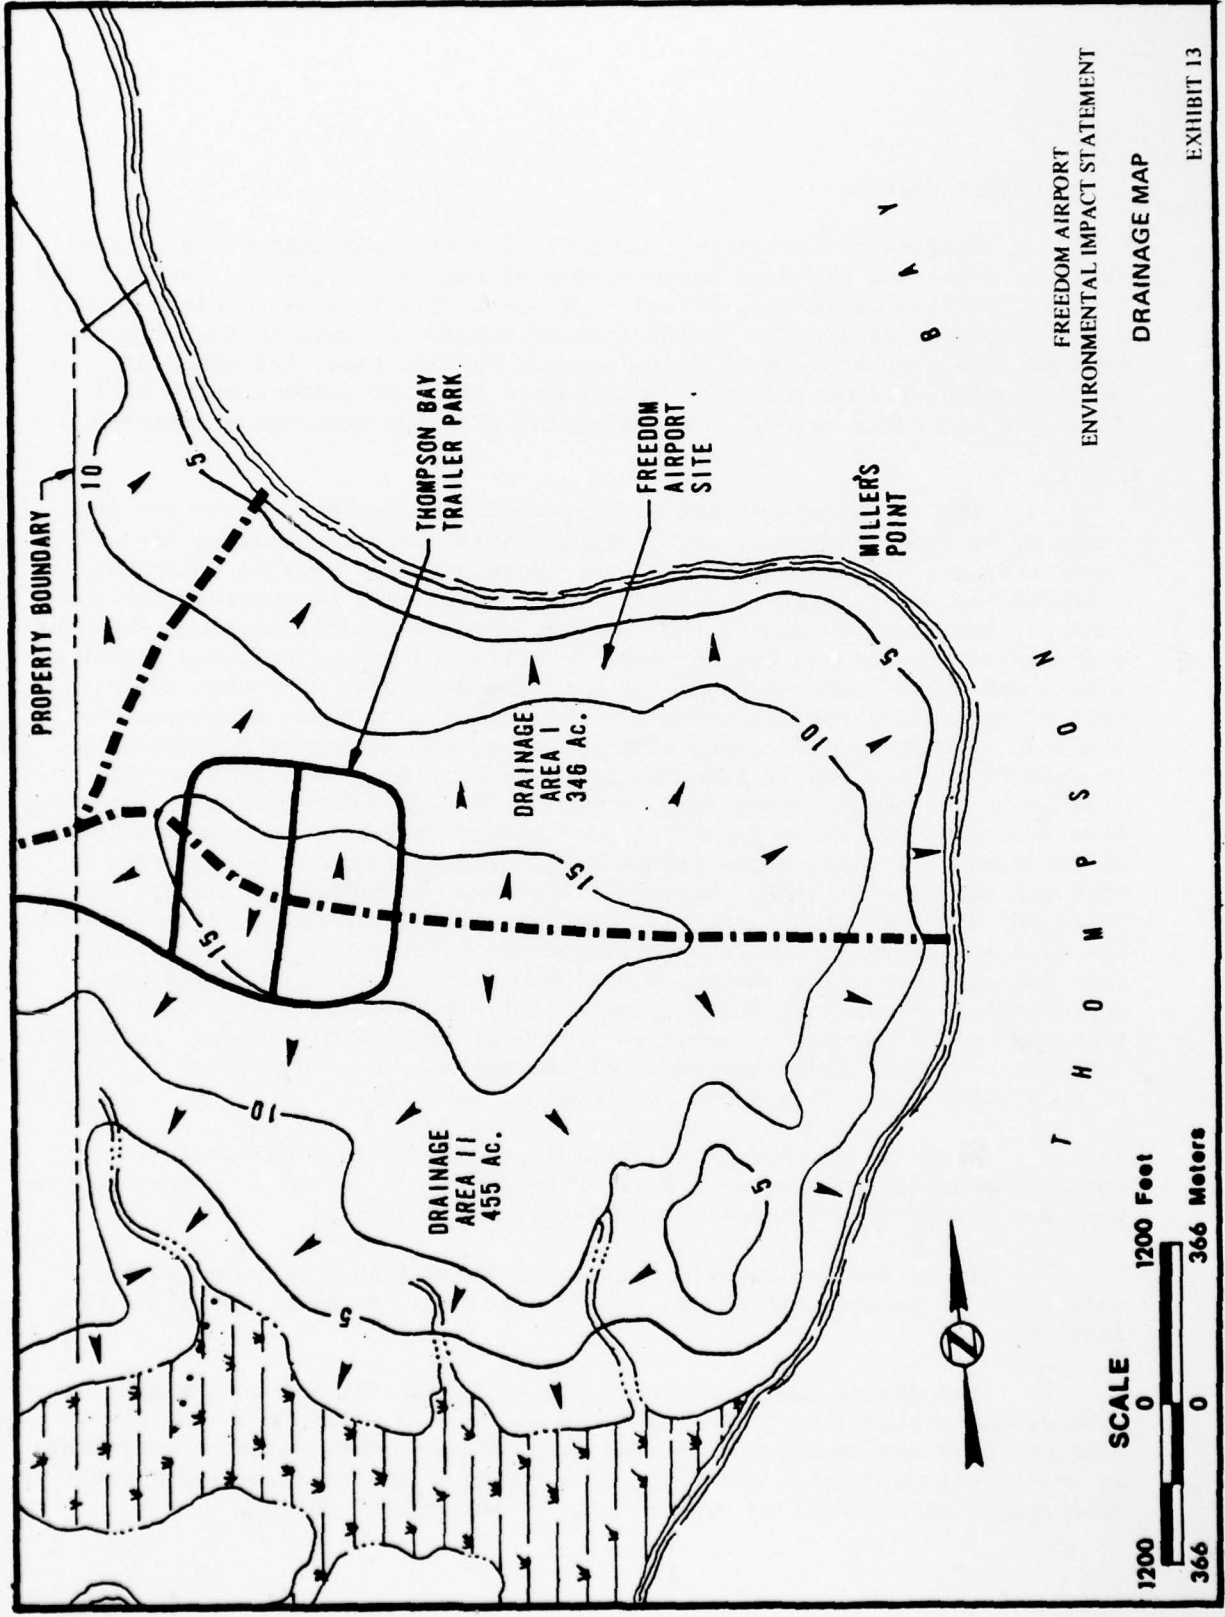 PROPERTY BOUNDARY
10
5
THOMPSON BAY
TRAILER PARK
FREEDOM
AIRPORT
SITE
MILLER'S
POINT
5
10
DRAINAGE
AREA I
346 AC.
15
15
10
DRAINAGE
AREA II
455 AC.
5
5
THOMPSON BAY
N
SCALE
1200 0 1200 Feet
366 0 366 Meters
FREEDOM AIRPORT
ENVIRONMENTAL IMPACT STATEMENT
DRAINAGE MAP
EXHIBIT 13